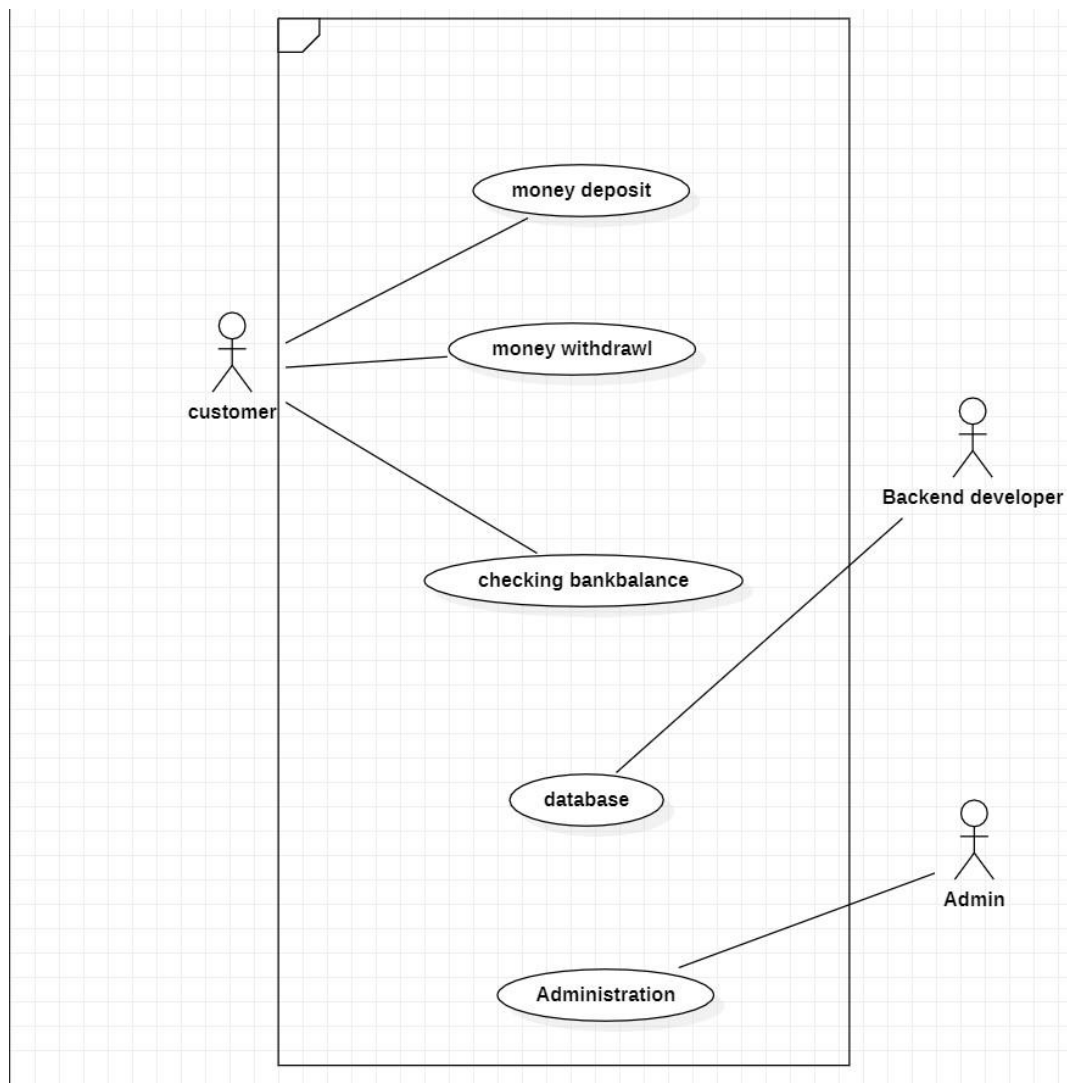 money deposit
money withdrawl
customer
Backend developer
checking bankbalance
database
Admin
Administration